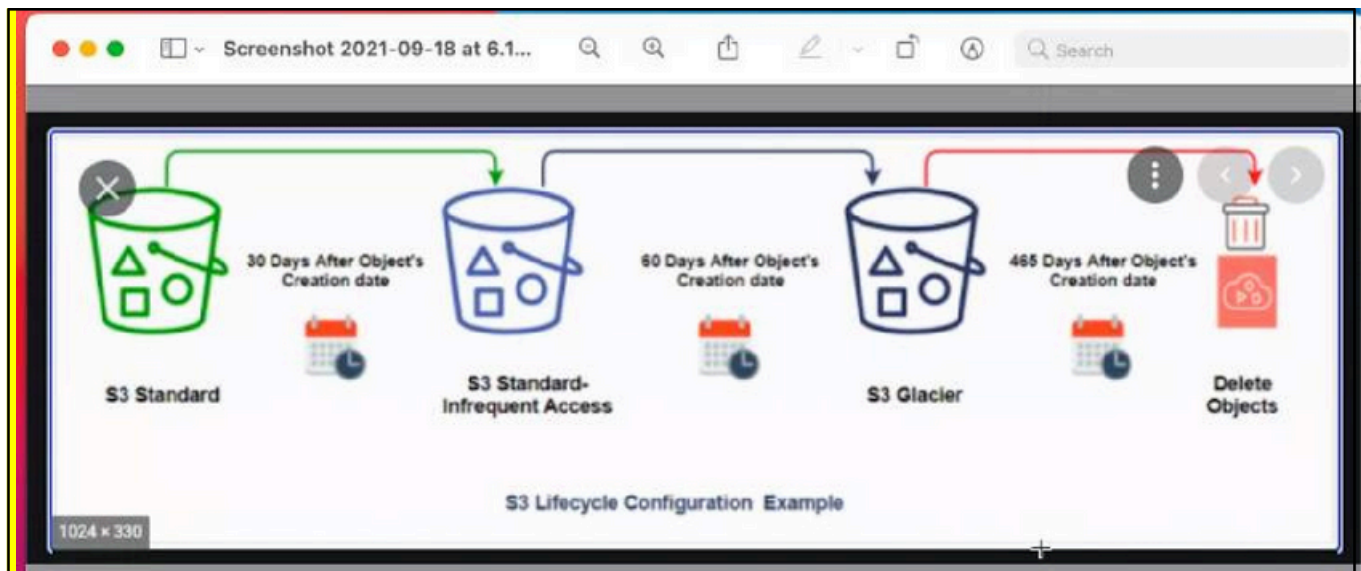 Screenshot 2021-09-18 at 6.1...
Search
30 Days After Object's
Creation date
60 Days After Object's
Creation date
465 Days After Object's
Creation date
S3 Standard
S3 Standard-
Infrequent Access
S3 Glacier
Delete
Objects
S3 Lifecycle Configuration Example
1024 × 330